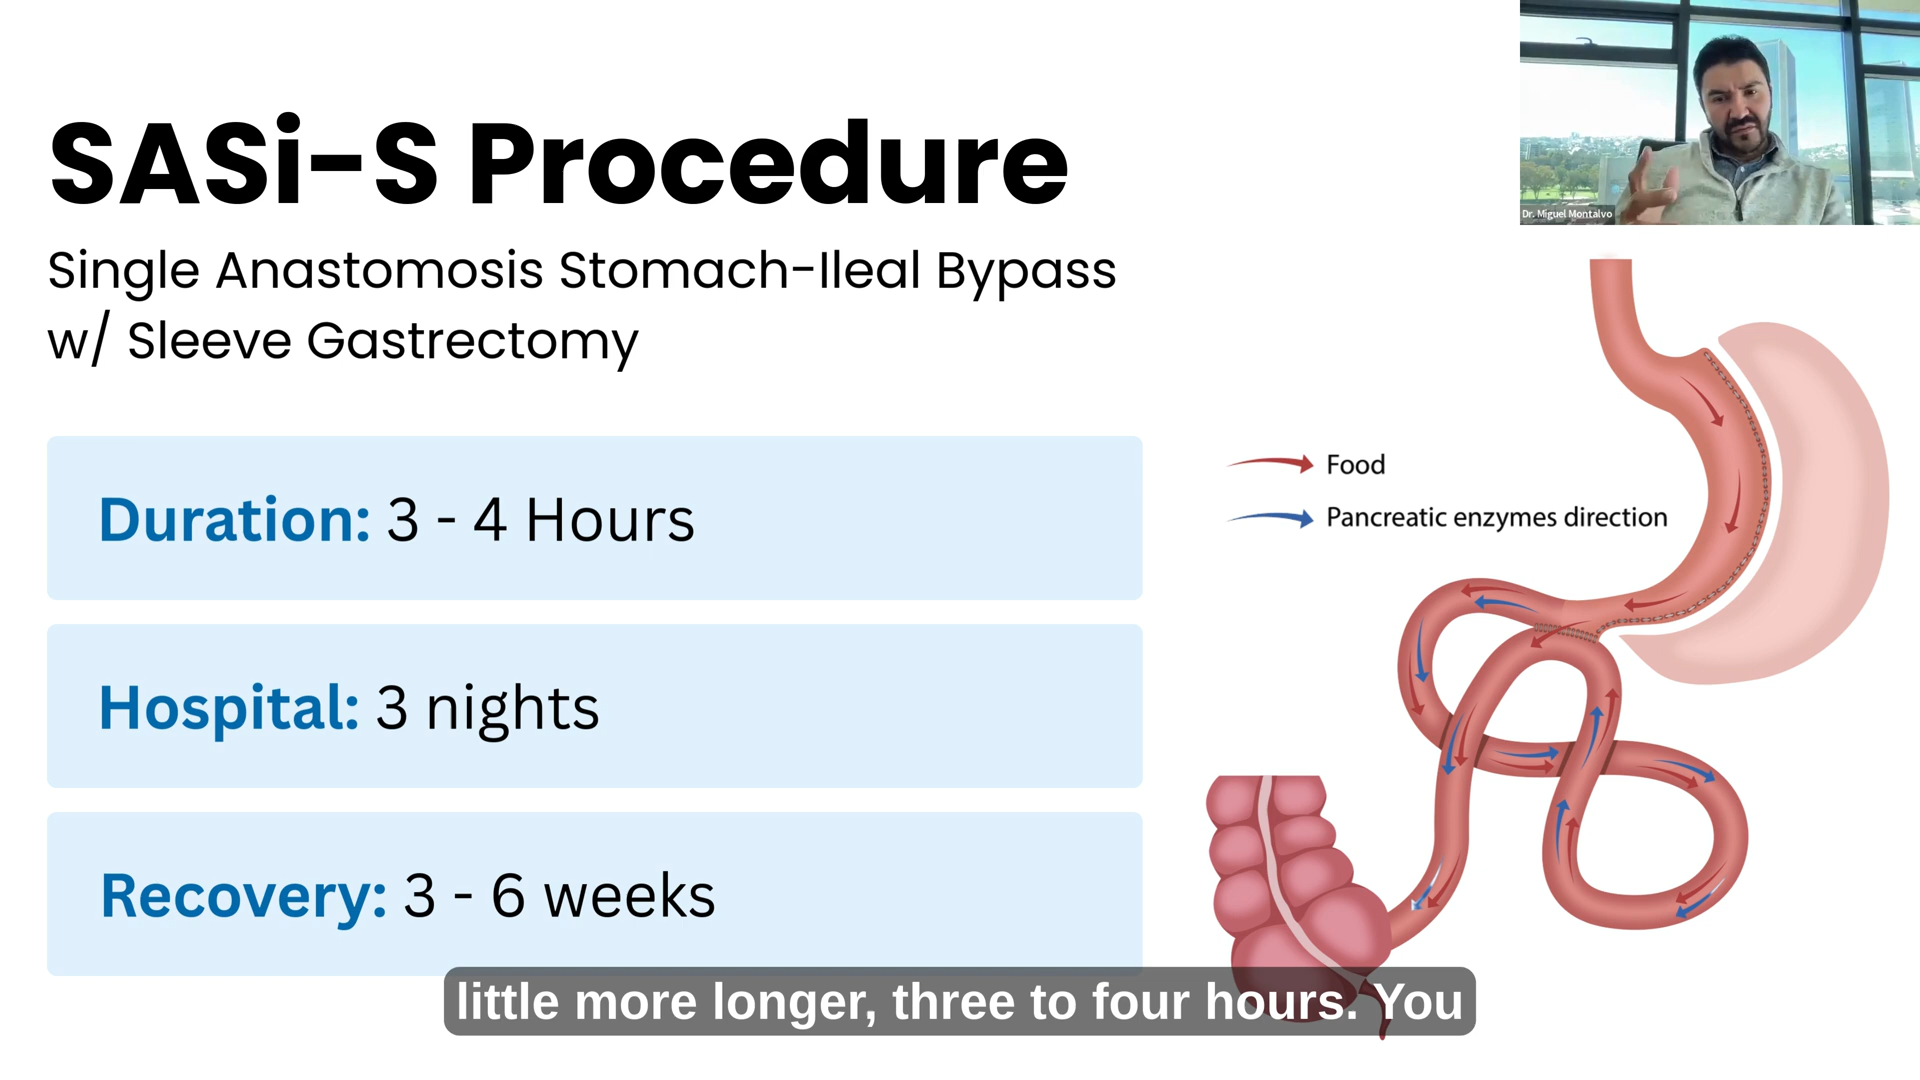 SASi-S Procedure
Single Anastomosis Stomach-Ileal Bypass
w/ Sleeve Gastrectomy
Duration: 3 - 4 Hours
Hospital: 3 nights
Recovery: 3 - 6 weeks
Dr. Miguel Montalvo
Food
Pancreatic enzymes direction
little more longer, three to four hours. You